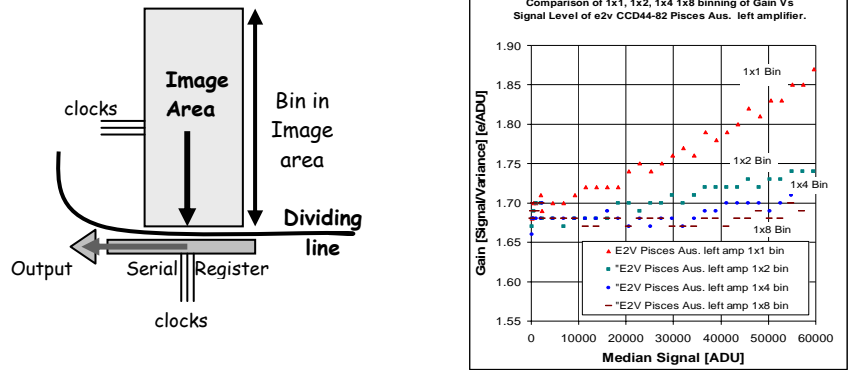 Image
Area
clocks
Bin in
Image
area
Dividing
line
Output
Serial Register
clocks
Comparison of 1x1, 1x2, 1x4 1x8 binning of Gain Vs
Signal Level of e2v CCD44-82 Pisces Aus. left amplifier.
Gain [Signal/Variance] [e/ADU]
1.90
1.85
1.80
1.75
1.70
1.65
1.60
1.55
1x1 Bin
1x2 Bin
1x4 Bin
1x8 Bin
E2V Pisces Aus. left amp 1x1 bin
"E2V Pisces Aus. left amp 1x2 bin
"E2V Pisces Aus. left amp 1x4 bin
"E2V Pisces Aus. left amp 1x8 bin
0 10000 20000 30000 40000 50000 60000
Median Signal [ADU]